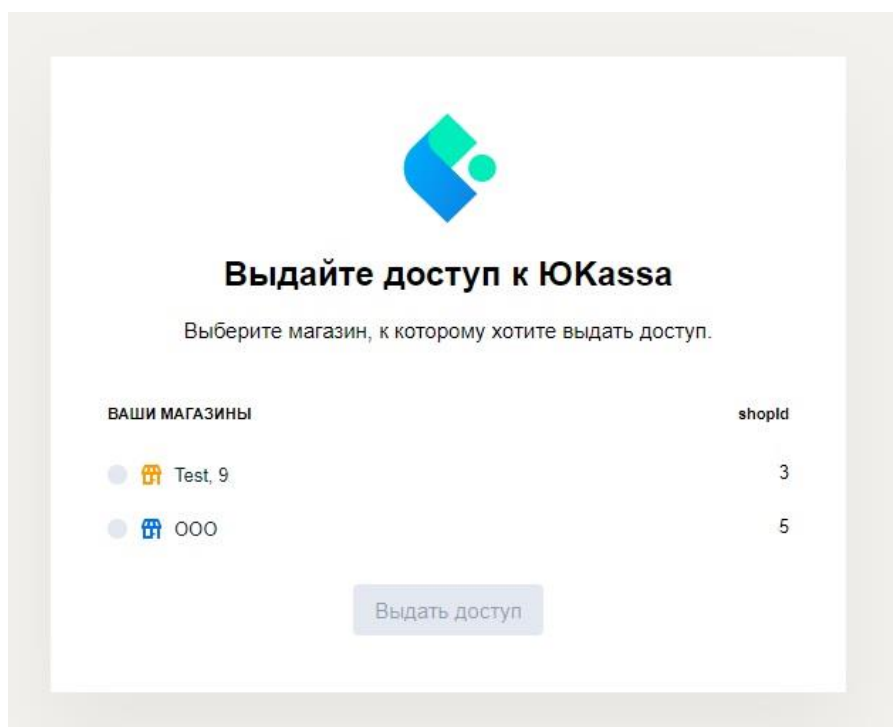 Выдайте доступ к ЮKassa
Выберите магазин, к которому хотите выдать доступ.
ВАШИ МАГАЗИНЫ shopId
Test, 9 3
ООО 5
Выдать доступ